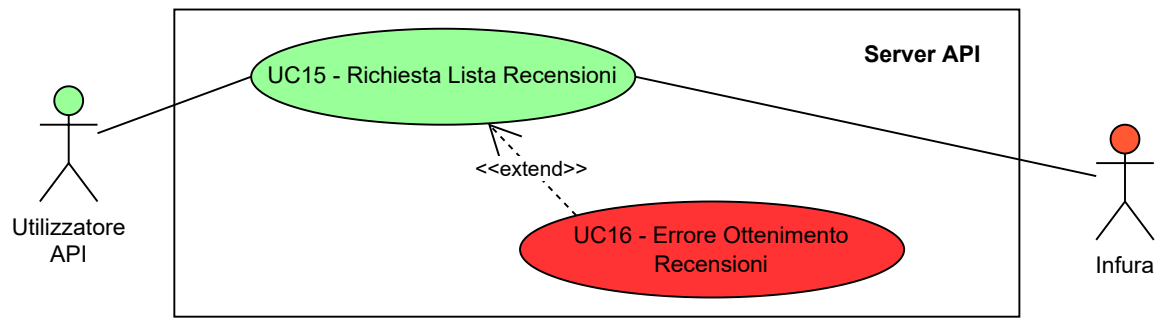 Server API
UC15 - Richiesta Lista Recensioni
<<extend>>
Utilizzatore
API
UC16 - Errore Ottenimento
Recensioni
Infura